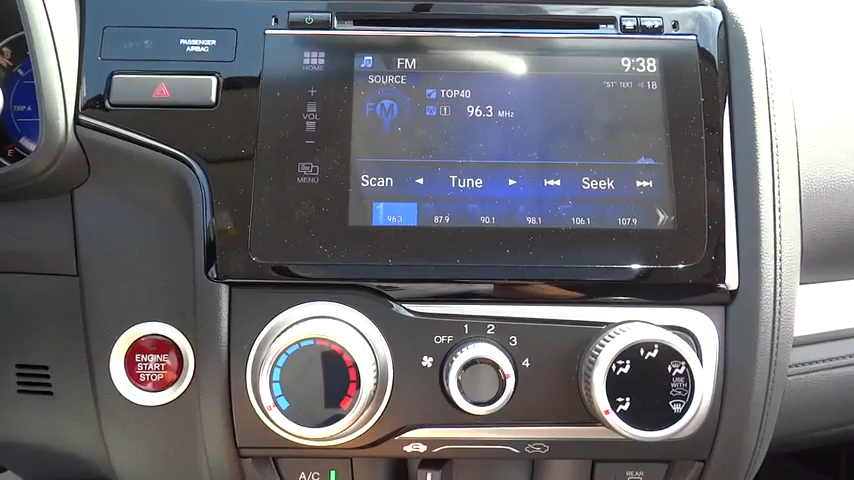 PASSENGER
AIRBAG
HOME
VOL
MENU
FM
9:38
SOURCE
TOP40
"ST" TEXT
18
FM
1
96.3 MHz
Scan
Tune
Seek
96.3
87.9
90.1
98.1
106.1
107.9
TRIP A
E
ENGINE
START
STOP
OFF
1
2
3
4
USE
WITH
A/C
REAR